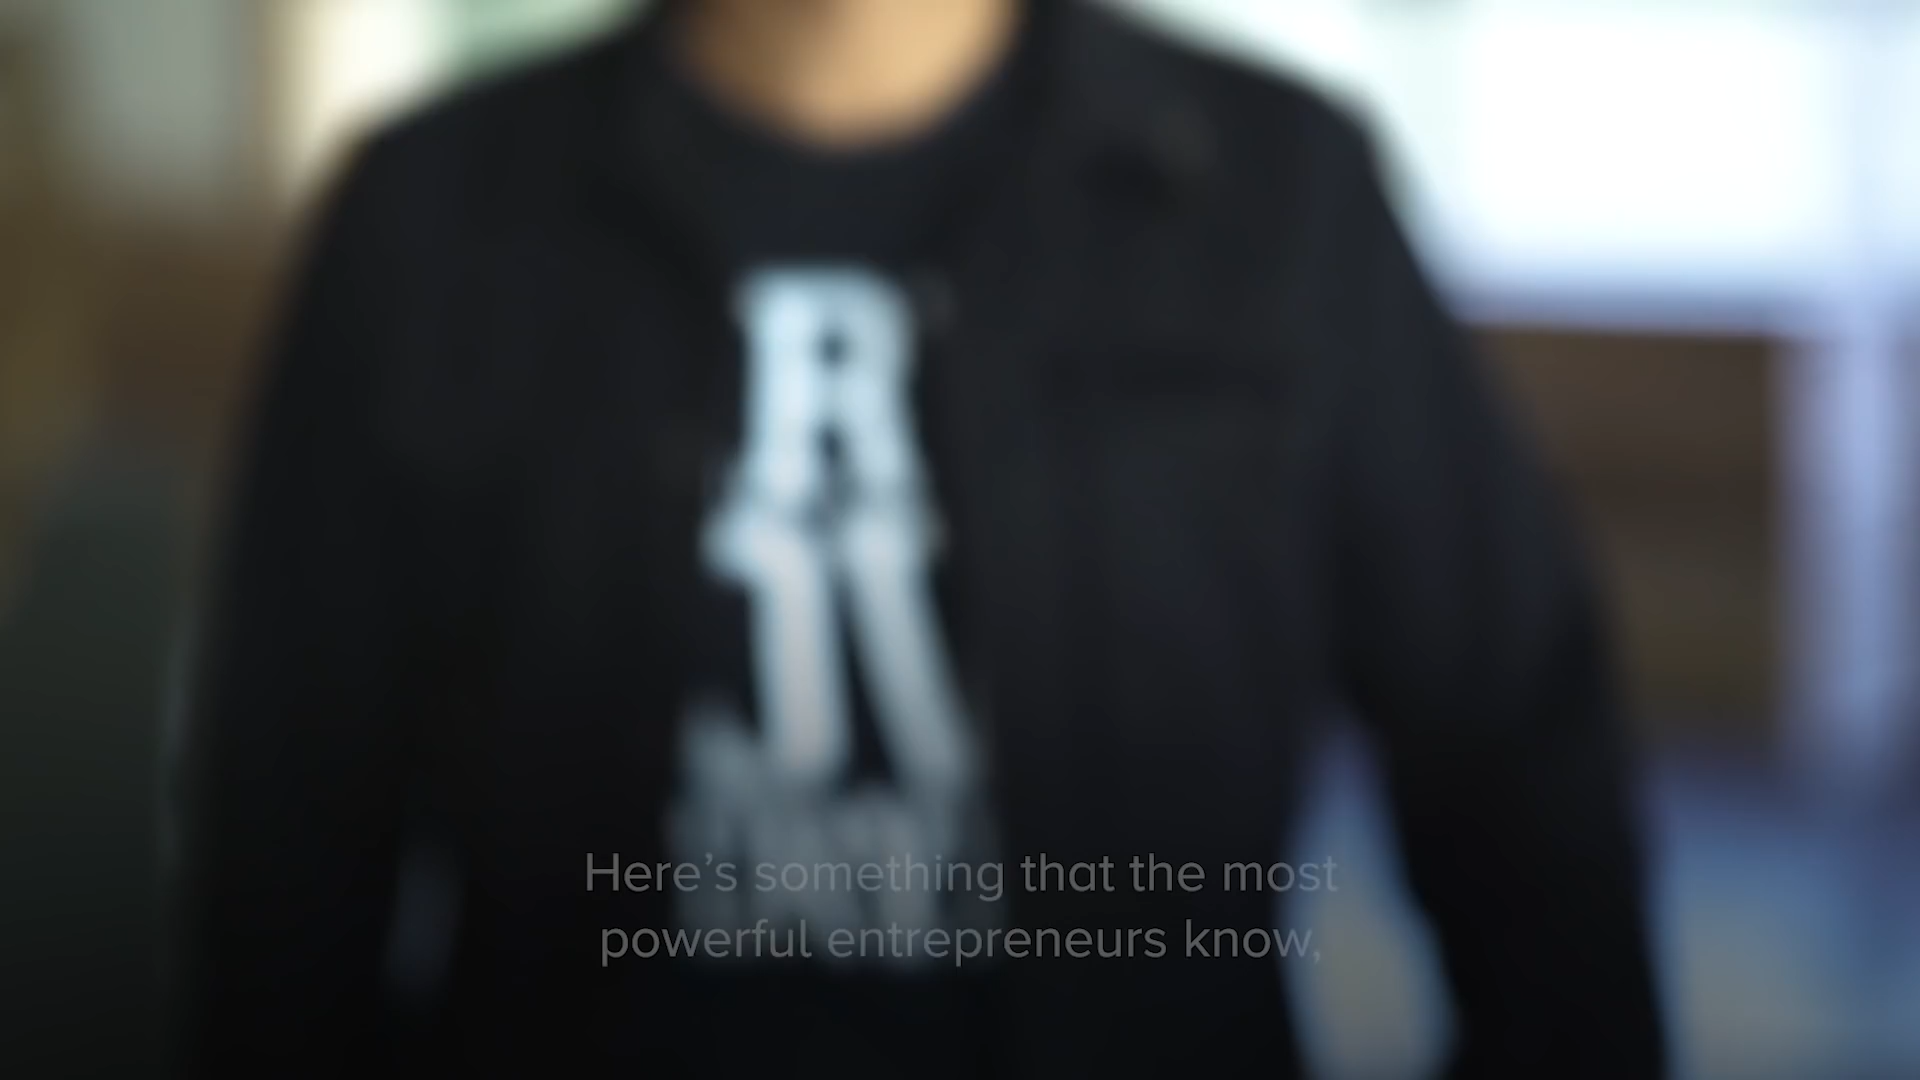 Here’s something that the most
powerful entrepreneurs know,